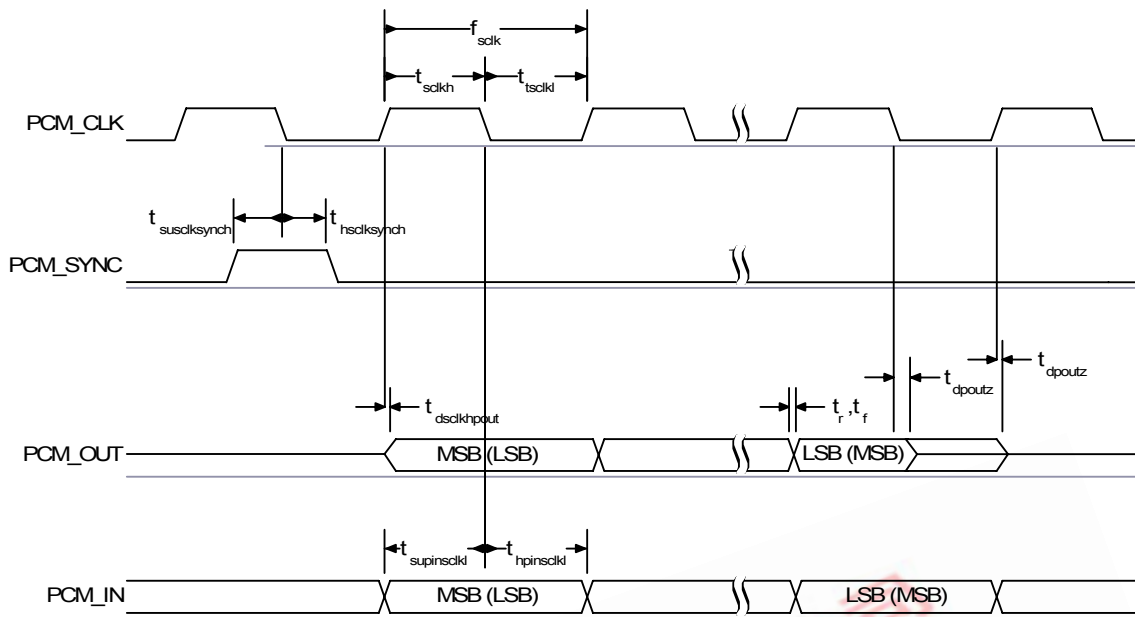 f sclk
t sclkh t tsclkl
PCM_CLK
t susclksynch t hsclksynch
PCM_SYNC
t dpoutz
t dpoutz
t dsclkhpout
t r ,t f
PCM_OUT MSB (LSB) LSB (MSB)
t supinsclkl t hpinsclkl
PCM_IN MSB (LSB) LSB (MSB)